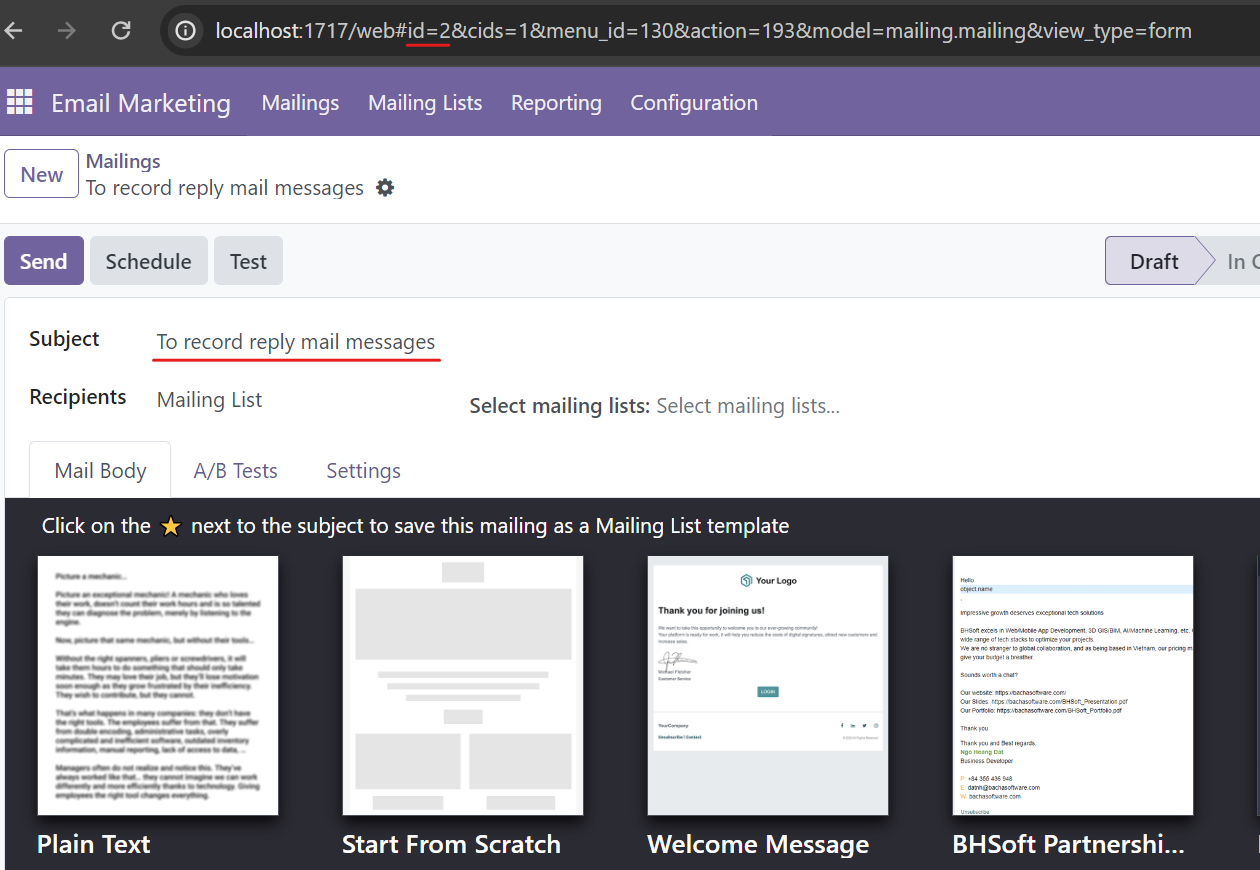 localhost:1717/web#id=2&cids=1&menu_id=130&action=193&model=mailing.mailing&view_type=form
Email Marketing Mailings Mailing Lists Reporting Configuration
New
Mailings
To record reply mail messages
Send Schedule Test Draft In C
Subject To record reply mail messages
Recipients Mailing List Select mailing lists: Select mailing lists...
Mail Body A/B Tests Settings
Click on the ⭐ next to the subject to save this mailing as a Mailing List template
Picture a mechanic...
Picture an exceptional mechanic! A mechanic who loves
their work, doesn't count their work hours and is so talented
they can diagnose the problem, merely by listening to the
engine.
Now, picture that same mechanic, but without their tools...
Without the right spanners, pliers or screwdrivers, it will
take them hours to do something that should only take
minutes. They may love their job, but they'll lose motivation
soon enough as they grow frustrated by their inefficiency.
They wish to contribute, but they cannot.
That's what happens in many companies: they don't have
the right tools. The employees suffer from that. They suffer
from double encoding, administrative tasks, overly
complicated and inefficient software, outdated inventory
information, manual reporting, lack of access to data, ...
Managers often do not realize and notice this. They've
always worked like that... they cannot imagine we can work
differently and more efficiently thanks to technology. Giving
employees the right tool changes everything.
Plain Text
Start From Scratch
Your Logo
Thank you for joining us!
We want to take this opportunity to welcome you to our ever-growing community!
Your platform is ready for work, it will help you reduce the costs of digital signatures, attract new customers and
increase sales.
Michael Fletcher
Customer Service
LOGIN
YourCompany
Unsubscribe | Contact
Welcome Message
Hello
object.name
,
Impressive growth deserves exceptional tech solutions
BHSoft excels in Web/Mobile App Development, 3D GIS/BIM, AI/Machine Learning, etc.
wide range of tech stacks to optimize your projects.
We are no stranger to global collaboration, and as being based in Vietnam, our pricing m
give your budget a breather.
Sounds worth a chat?
Our website: https://bachasoftware.com/
Our Slides: https://bachasoftware.com/BHSoft_Presentation.pdf
Our Portfolio: https://bachasoftware.com/BHSoft_Portfolio.pdf
Thank you
Thank you and Best regards,
Ngo Hoang Dat
Business Developer
P: +84 355 436 948
E: datnh@bachasoftware.com
W: bachasoftware.com
Unsubscribe
BHSoft Partnershi...